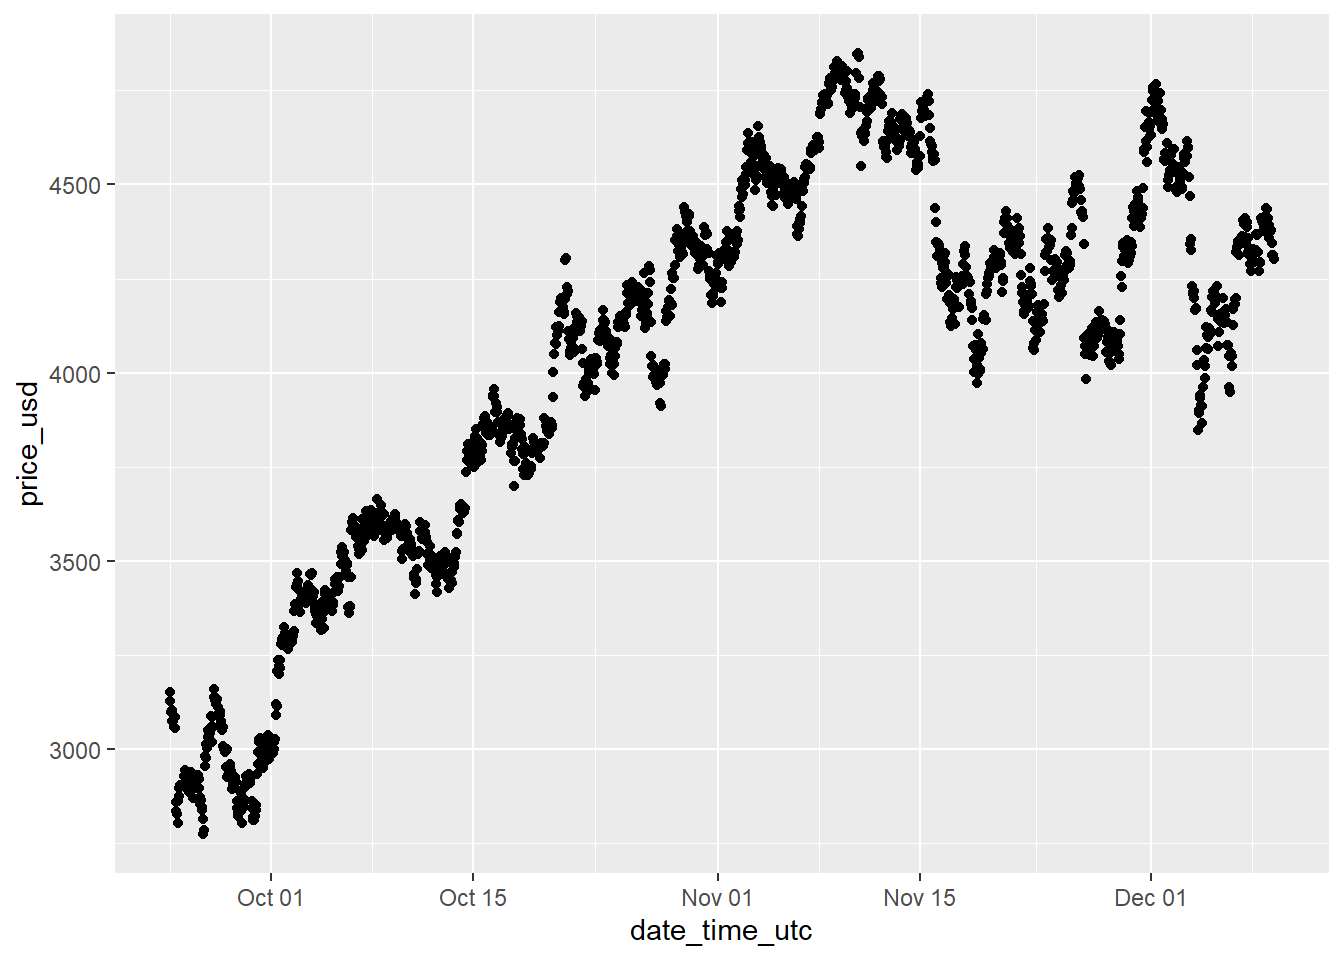 price_usd
4500
4000
3500
3000
Oct 01
Oct 15
Nov 01
Nov 15
Dec 01
date_time_utc